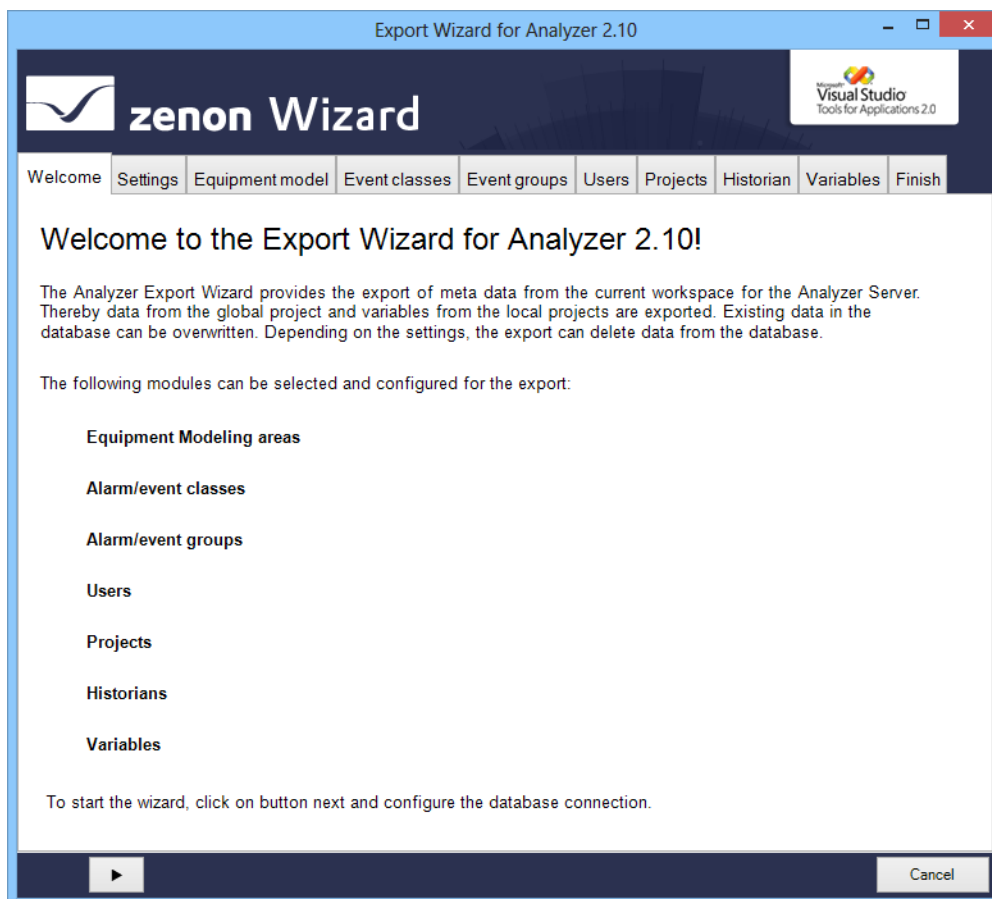 Export Wizard for Analyzer 2.10
zenon Wizard
Microsoft
Visual Studio
Tools for Applications 2.0
Welcome Settings Equipment model Event classes Event groups Users Projects Historian Variables Finish
Welcome to the Export Wizard for Analyzer 2.10!
The Analyzer Export Wizard provides the export of meta data from the current workspace for the Analyzer Server.
Thereby data from the global project and variables from the local projects are exported. Existing data in the
database can be overwritten. Depending on the settings, the export can delete data from the database.
The following modules can be selected and configured for the export:
Equipment Modeling areas
Alarm/event classes
Alarm/event groups
Users
Projects
Historians
Variables
To start the wizard, click on button next and configure the database connection.
Cancel